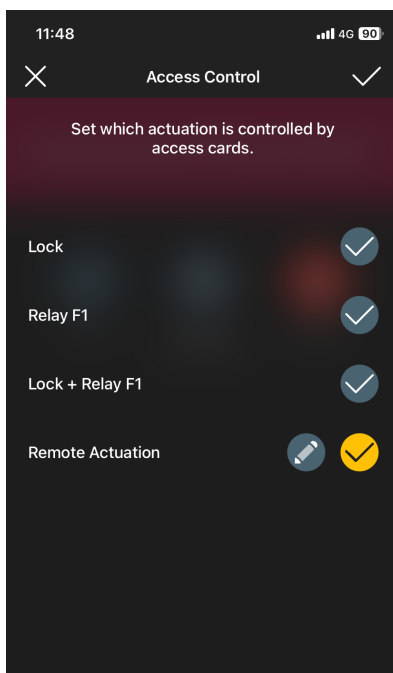 11:48
4G 90
Access Control
Set which actuation is controlled by
access cards.
Lock
Relay F1
Lock + Relay F1
Remote Actuation